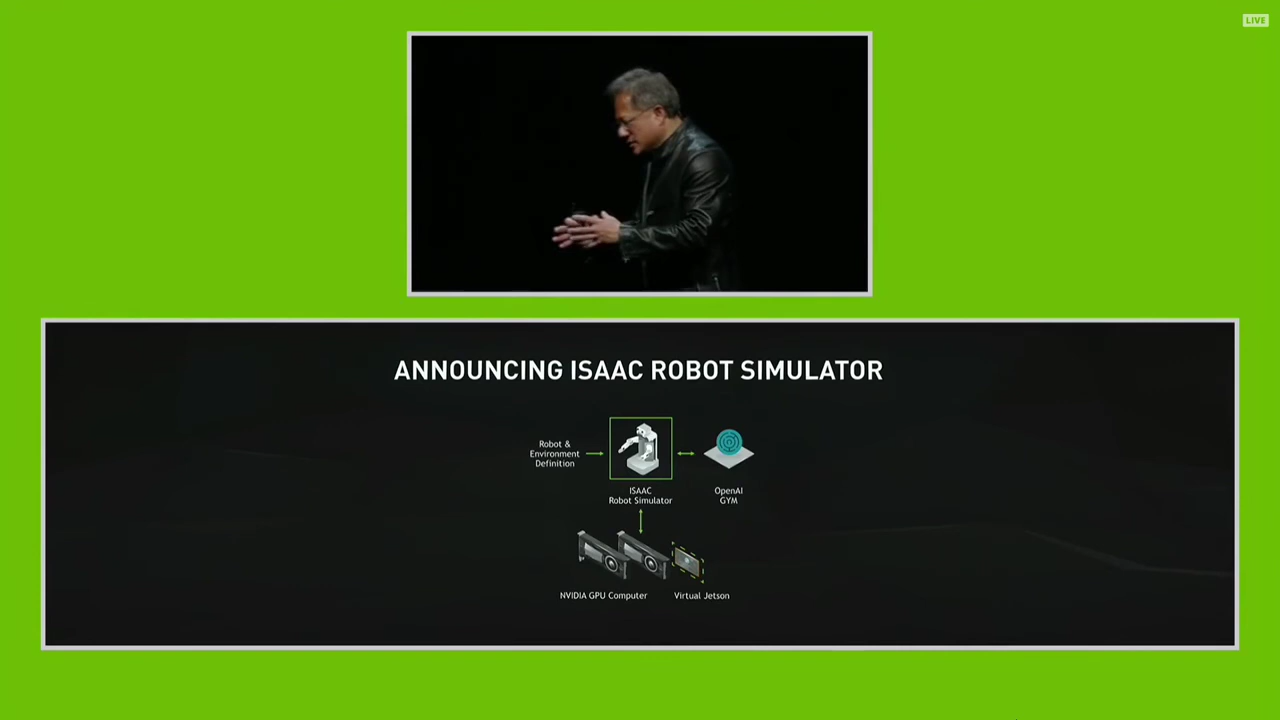 LIVE
ANNOUNCING ISAAC ROBOT SIMULATOR
Robot &
Environment
Definition
ISAAC
Robot Simulator
OpenAI
GYM
NVIDIA GPU Computer
Virtual Jetson